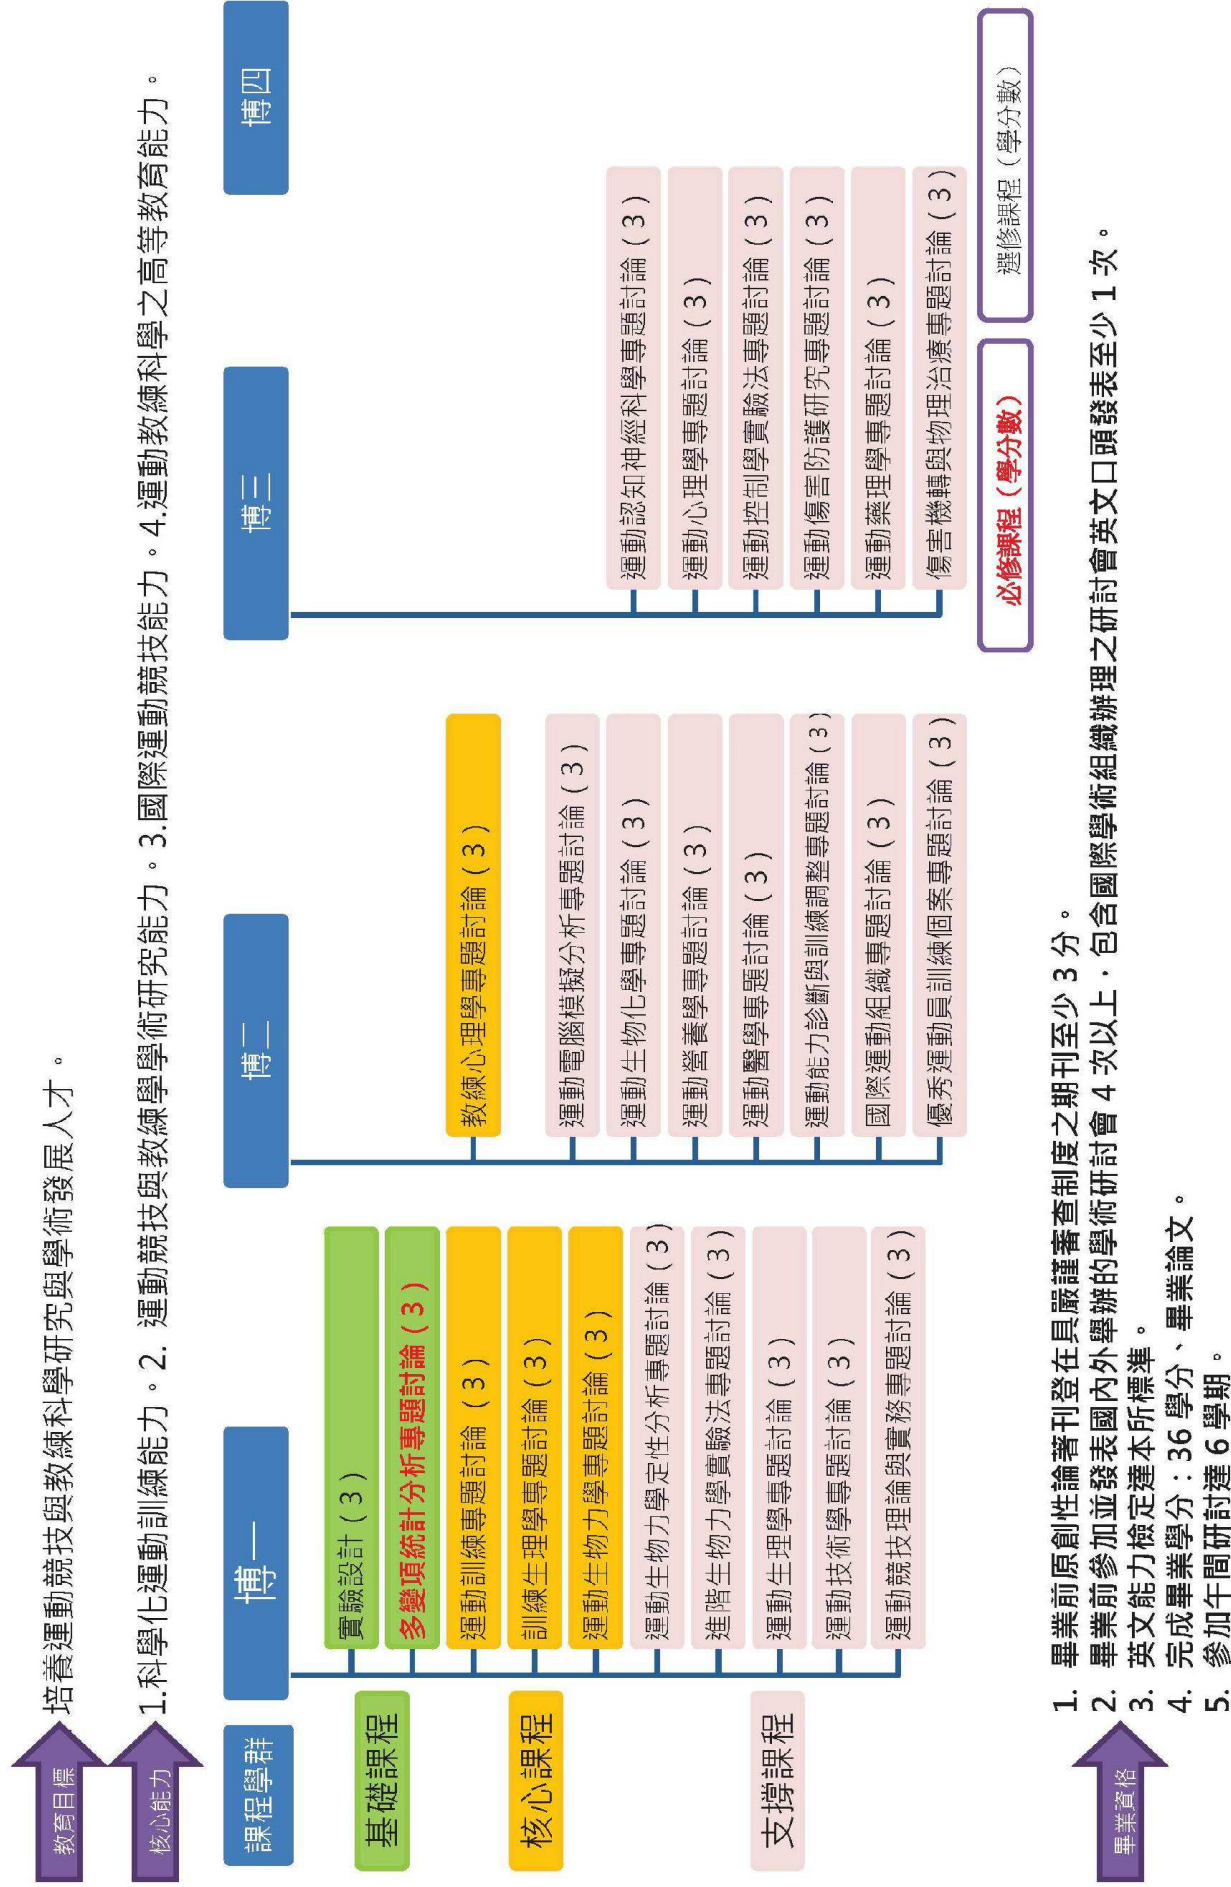 教育目標
培養運動競技與教練科學研究與學術發展人才。
核心能力
1.科學化運動訓練能力。2. 運動競技與教練學學術研究能力。3.國際運動競技能力。4.運動教練科學之高等教育能力。
課程學群
博一
博二
博三
博四
基礎課程
實驗設計(3)
多變項統計分析專題討論(3)
核心課程
運動訓練專題討論 (3)
訓練生理學專題討論(3)
運動生物力學專題討論(3)
支撐課程
運動生物力學定性分析專題討論(3)
進階生物力學實驗法專題討論(3)
運動生理學專題討論(3)
運動技術學專題討論(3)
運動競技理論與實務專題討論(3)
教練心理學專題討論(3)
運動電腦模擬分析專題討論(3)
運動生物化學專題討論(3)
運動營養學專題討論(3)
運動醫學專題討論(3)
運動能力診斷與訓練調整專題討論(3)
國際運動組織專題討論(3)
優秀運動員訓練個案專題討論(3)
運動認知神經科學專題討論(3)
運動心理學專題討論(3)
運動控制學實驗法專題討論(3)
運動傷害防護研究專題討論(3)
運動藥理學專題討論(3)
傷害機轉與物理治療專題討論(3)
必修課程(學分數)
選修課程(學分數)
畢業資格
1. 畢業前原創性論著刊登在具嚴謹審查制度之期刊至少3分。
2. 畢業前參加並發表國內外舉辦的學術研討會4次以上,包含國際學術組織辦理之研討會英文口頭發表至少1次。
3. 英文能力檢定達本所標準。
4. 完成畢業學分:36學分、畢業論文。
5. 參加午間研討達6學期。